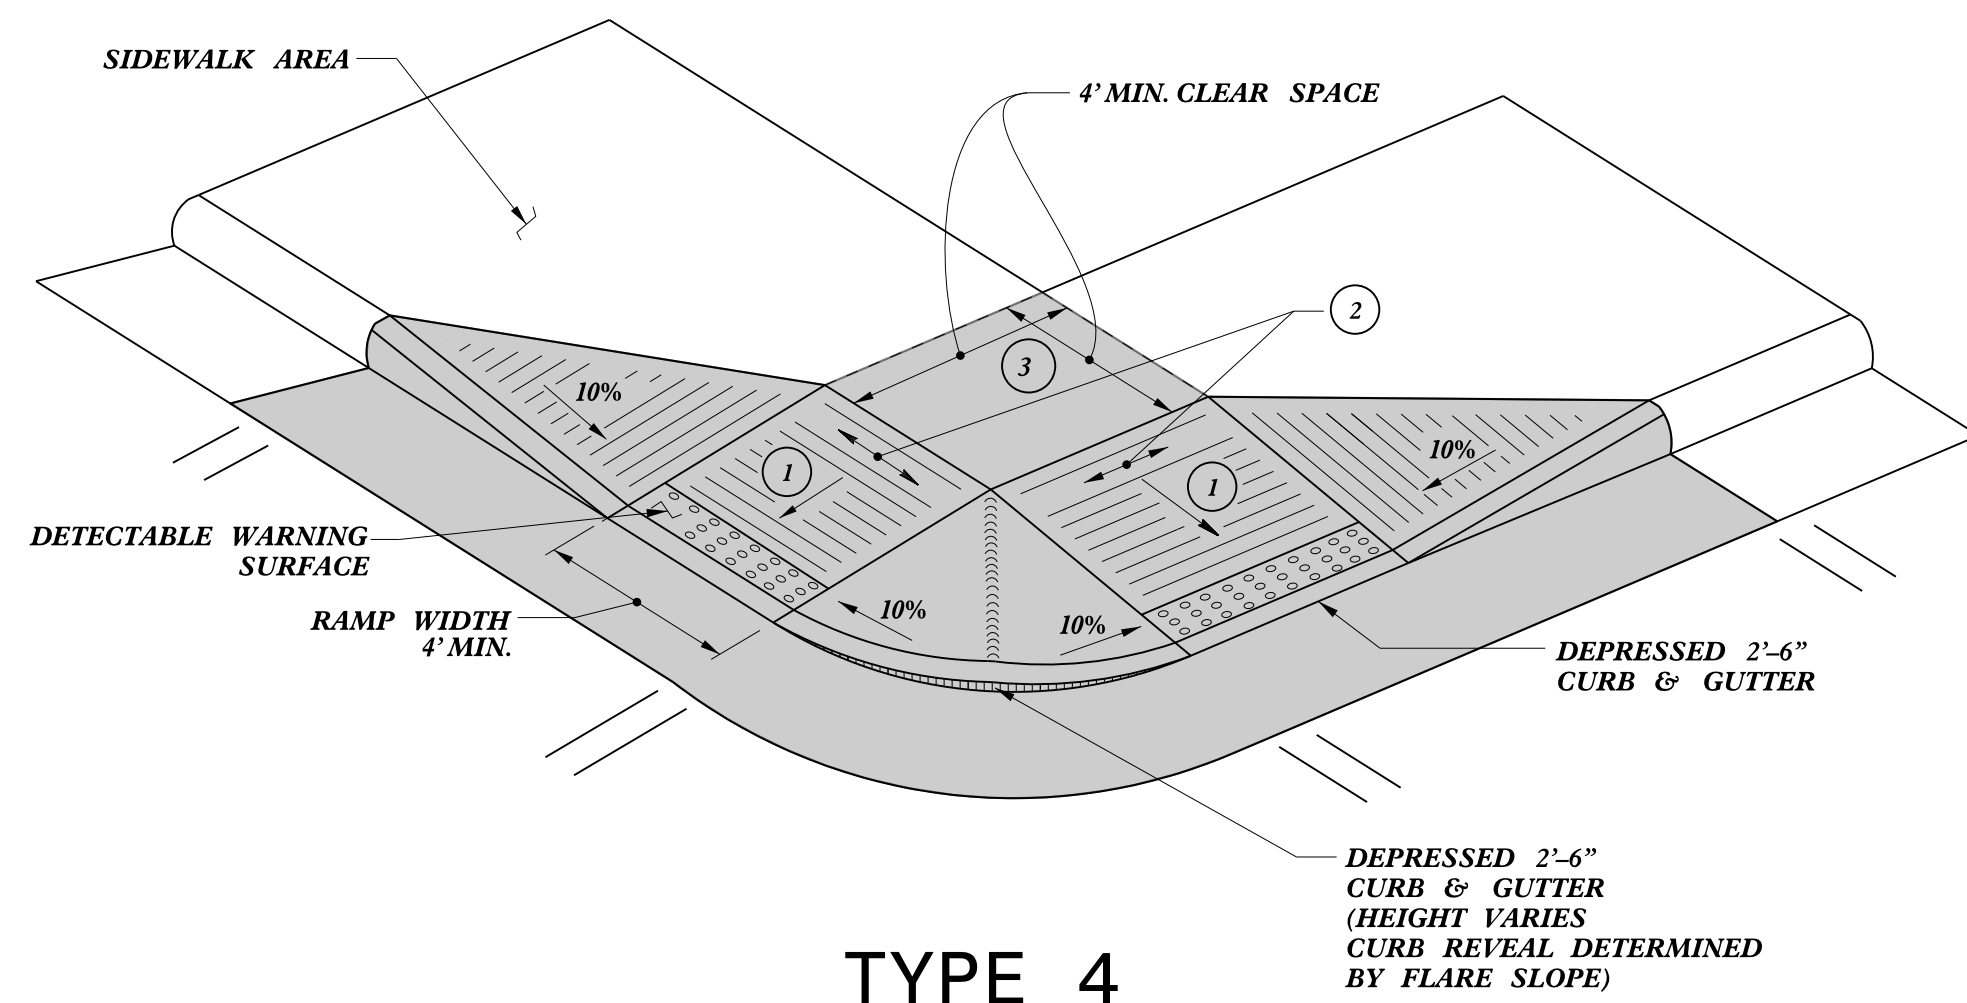 SIDEWALK AREA
4’ MIN. CLEAR SPACE
2
3
10%
10%
1
1
DETECTABLE WARNING
SURFACE
10%
10%
RAMP WIDTH
4’ MIN.
DEPRESSED 2’–6”
CURB & GUTTER
DEPRESSED 2’–6”
CURB & GUTTER
(HEIGHT VARIES
CURB REVEAL DETERMINED
BY FLARE SLOPE)
TYPE 4